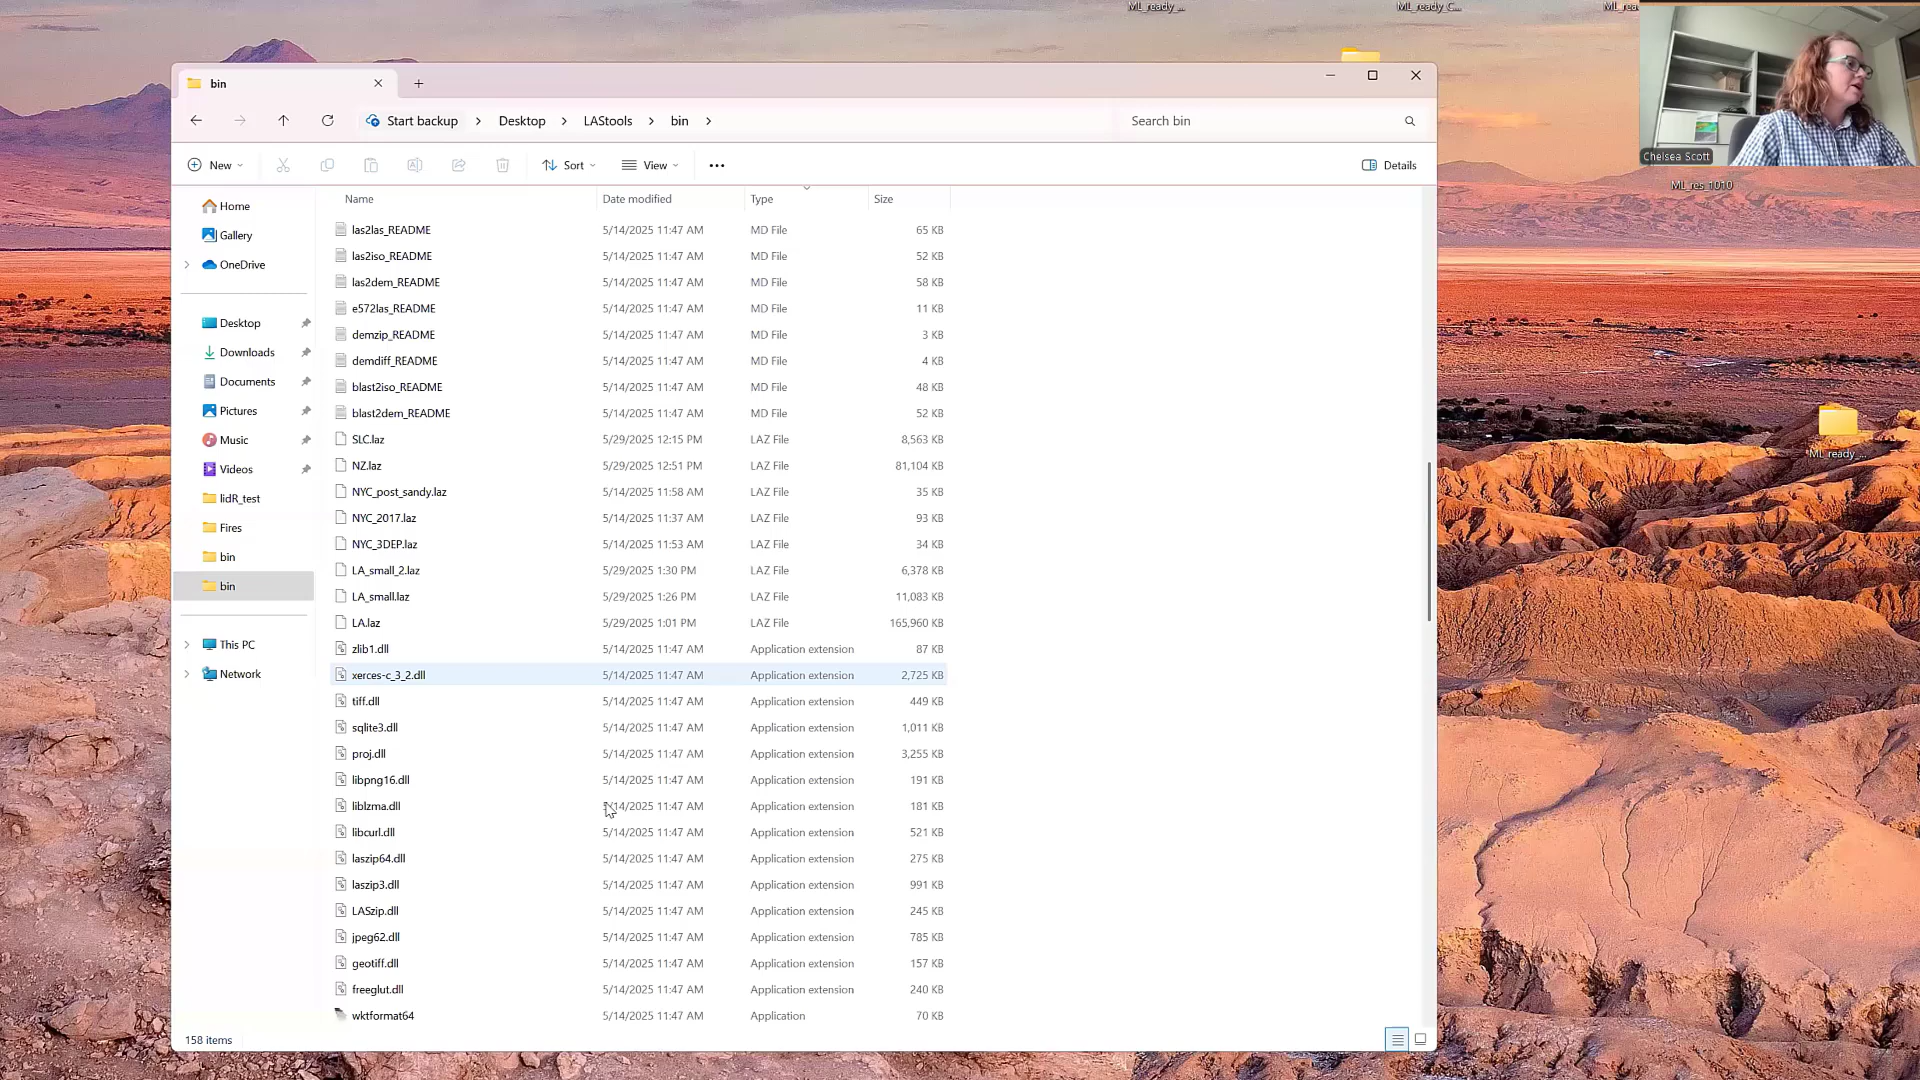 ML_ready_...
ML_ready C...
ML_rea
bin
Start backup
Desktop
LAStools
bin
Search bin
New
Sort
View
Details
Chelsea Scott
ML_res_1010
Name Date modified Type Size
Home
Gallery
OneDrive
Desktop
Downloads
Documents
Pictures
Music
Videos
lidR_test
Fires
bin
bin
This PC
Network
las2las_README 5/14/2025 11:47 AM MD File 65 KB
las2iso_README 5/14/2025 11:47 AM MD File 52 KB
las2dem_README 5/14/2025 11:47 AM MD File 58 KB
e572las_README 5/14/2025 11:47 AM MD File 11 KB
demzip_README 5/14/2025 11:47 AM MD File 3 KB
demdiff_README 5/14/2025 11:47 AM MD File 4 KB
blast2iso_README 5/14/2025 11:47 AM MD File 48 KB
blast2dem_README 5/14/2025 11:47 AM MD File 52 KB
SLC.laz 5/29/2025 12:15 PM LAZ File 8,563 KB
NZ.laz 5/29/2025 12:51 PM LAZ File 81,104 KB
NYC_post_sandy.laz 5/14/2025 11:58 AM LAZ File 35 KB
NYC_2017.laz 5/14/2025 11:37 AM LAZ File 93 KB
NYC_3DEP.laz 5/14/2025 11:53 AM LAZ File 34 KB
LA_small_2.laz 5/29/2025 1:30 PM LAZ File 6,378 KB
LA_small.laz 5/29/2025 1:26 PM LAZ File 11,083 KB
LA.laz 5/29/2025 1:01 PM LAZ File 165,960 KB
zlib1.dll 5/14/2025 11:47 AM Application extension 87 KB
xerces-c_3_2.dll 5/14/2025 11:47 AM Application extension 2,725 KB
tiff.dll 5/14/2025 11:47 AM Application extension 449 KB
sqlite3.dll 5/14/2025 11:47 AM Application extension 1,011 KB
proj.dll 5/14/2025 11:47 AM Application extension 3,255 KB
libpng16.dll 5/14/2025 11:47 AM Application extension 191 KB
liblzma.dll 5/14/2025 11:47 AM Application extension 181 KB
libcurl.dll 5/14/2025 11:47 AM Application extension 521 KB
laszip64.dll 5/14/2025 11:47 AM Application extension 275 KB
laszip3.dll 5/14/2025 11:47 AM Application extension 991 KB
LASzip.dll 5/14/2025 11:47 AM Application extension 245 KB
jpeg62.dll 5/14/2025 11:47 AM Application extension 785 KB
geotiff.dll 5/14/2025 11:47 AM Application extension 157 KB
freeglut.dll 5/14/2025 11:47 AM Application extension 240 KB
wktformat64 5/14/2025 11:47 AM Application 70 KB
158 items
ML_ready_...